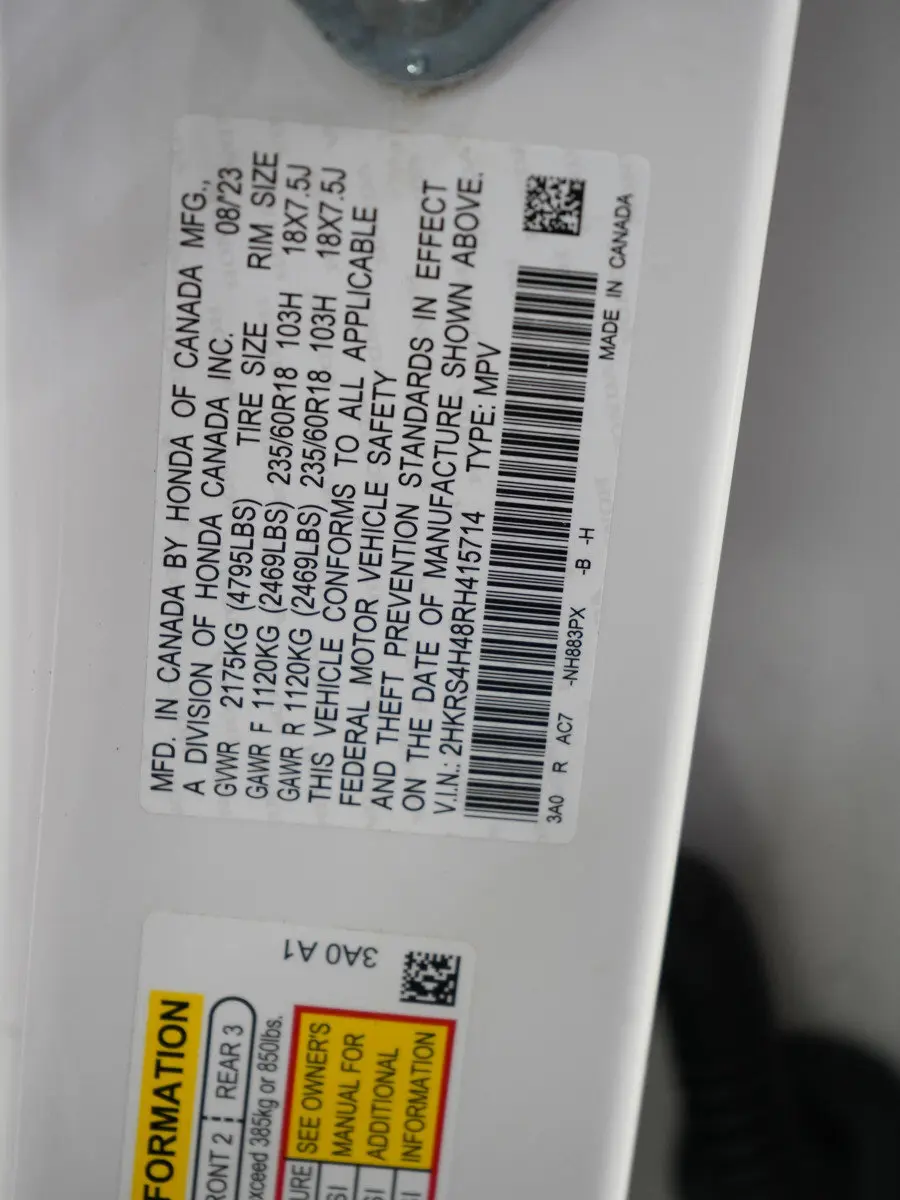 MFD. IN CANADA BY HONDA OF CANADA MFG.,
A DIVISION OF HONDA CANADA INC. 08/'23
GVWR 2175KG (4795LBS) TIRE SIZE RIM SIZE
GAWR F 1120KG (2469LBS) 235/60R18 103H 18X7.5J
GAWR R 1120KG (2469LBS) 235/60R18 103H 18X7.5J
THIS VEHICLE CONFORMS TO ALL APPLICABLE
FEDERAL MOTOR VEHICLE SAFETY
AND THEFT PREVENTION STANDARDS IN EFFECT
ON THE DATE OF MANUFACTURE SHOWN ABOVE.
V.I.N.: 2HKRS4H48RH415714 TYPE: MPV
3A0 R AC7 -NH883PX -B -H MADE IN CANADA
3A0 A1
FORMATION
RONT 2 REAR 3
xceed 385kg or 850lbs.
URE SEE OWNER'S
SI MANUAL FOR
SI ADDITIONAL
SI INFORMATION